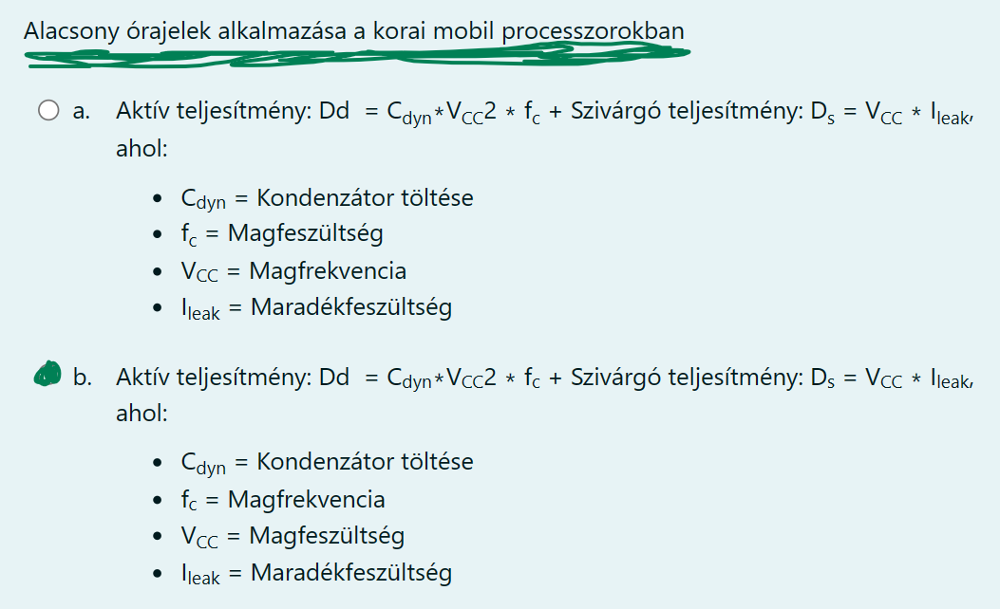 Alacsony órajelek alkalmazása a korai mobil processzorokban
a. Aktív teljesítmény: Dd = Cdyn*VCC2 * fc + Szivárgó teljesítmény: Ds = VCC * Ileak,
ahol:
• Cdyn = Kondenzátor töltése
• fc = Magfeszültség
• VCC = Magfrekvencia
• Ileak = Maradékfeszültség
b. Aktív teljesítmény: Dd = Cdyn*VCC2 * fc + Szivárgó teljesítmény: Ds = VCC * Ileak,
ahol:
• Cdyn = Kondenzátor töltése
• fc = Magfrekvencia
• VCC = Magfeszültség
• Ileak = Maradékfeszültség